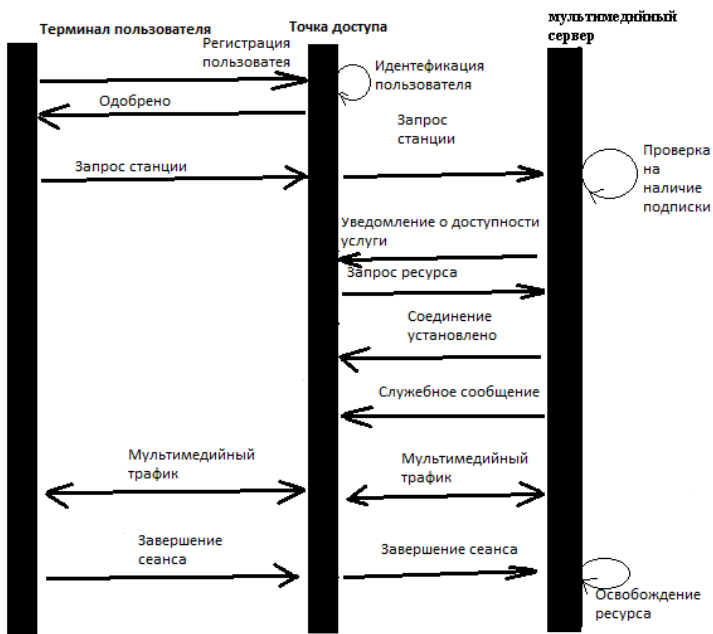 Терминал пользователя
Точка доступа
мультимедийный
сервер
Регистрация
пользоватея
Идентефикация
пользователя
Одобрено
Запрос
станции
Запрос станции
Проверка
на
наличие
подписки
Уведомление о доступности
услуги
Запрос ресурса
Соединение
установлено
Служебное сообщение
Мультимедийный
трафик
Мультимедийный
трафик
Завершение
сеанса
Завершение сеанса
Освобождение
ресурса